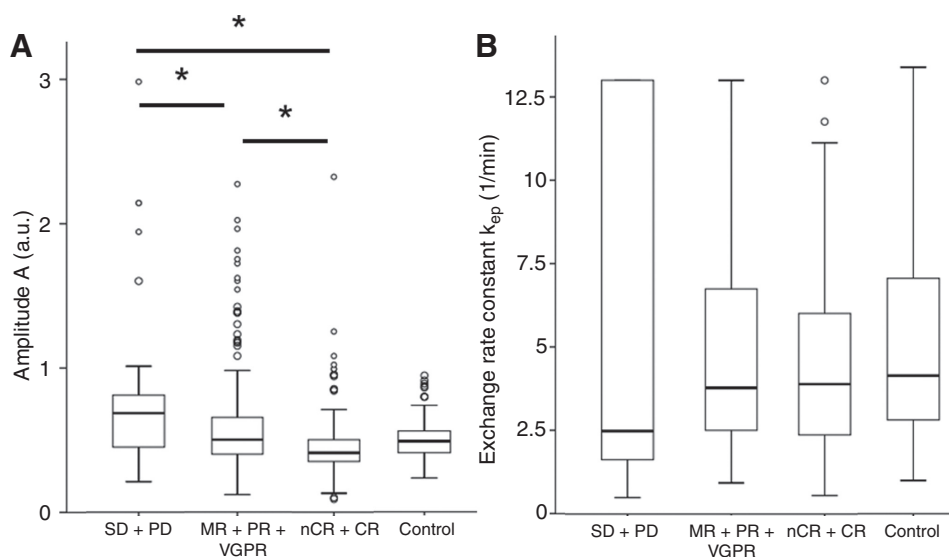 A
*
*
*
3
2
1
0
Amplitude A (a.u.)
SD + PD
MR + PR +
VGPR
nCR + CR
Control
B
12.5
10
7.5
5
2.5
0
Exchange rate constant kep (1/min)
SD + PD
MR + PR +
VGPR
nCR + CR
Control